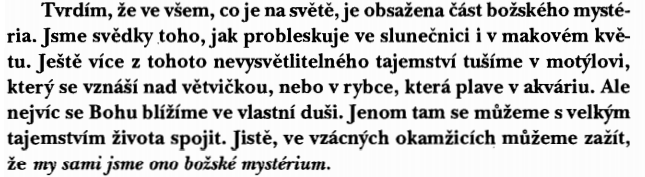 Tvrdím, že ve všem, co je na světě, je obsažena část božského mysté-
ria. Jsme svědky toho, jak probleskuje ve slunečnici i v makovém kvě-
tu. Ještě více z tohoto nevysvětlitelného tajemství tušíme v motýlovi,
který se vznáší nad větvičkou, nebo v rybce, která plave v akváriu. Ale
nejvíc se Bohu blížíme ve vlastní duši. Jenom tam se můžeme s velkým
tajemstvím života spojit. Jistě, ve vzácných okamžicích můžeme zažít,
že my sami jsme ono božské mystérium.